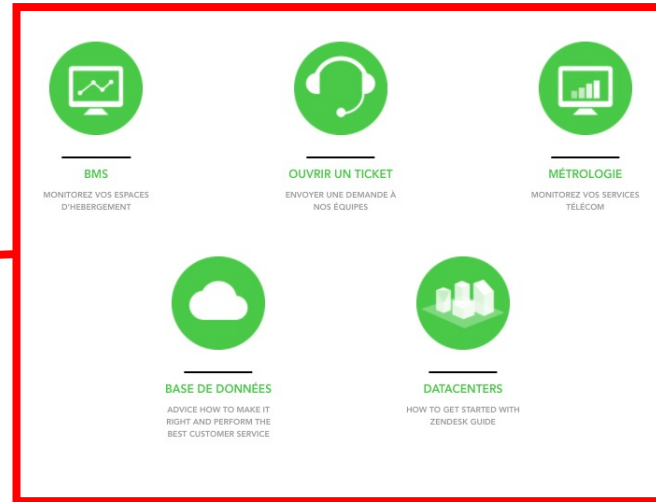 BMS
MONITOREZ VOS ESPACES
D'HEBERGEMENT
OUVRIR UN TICKET
ENVOYER UNE DEMANDE À
NOS ÉQUIPES
MÉTROLOGIE
MONITOREZ VOS SERVICES
TÉLÉCOM
BASE DE DONNÉES
ADVICE HOW TO MAKE IT
RIGHT AND PERFORM THE
BEST CUSTOMER SERVICE
DATACENTERS
HOW TO GET STARTED WITH
ZENDESK GUIDE